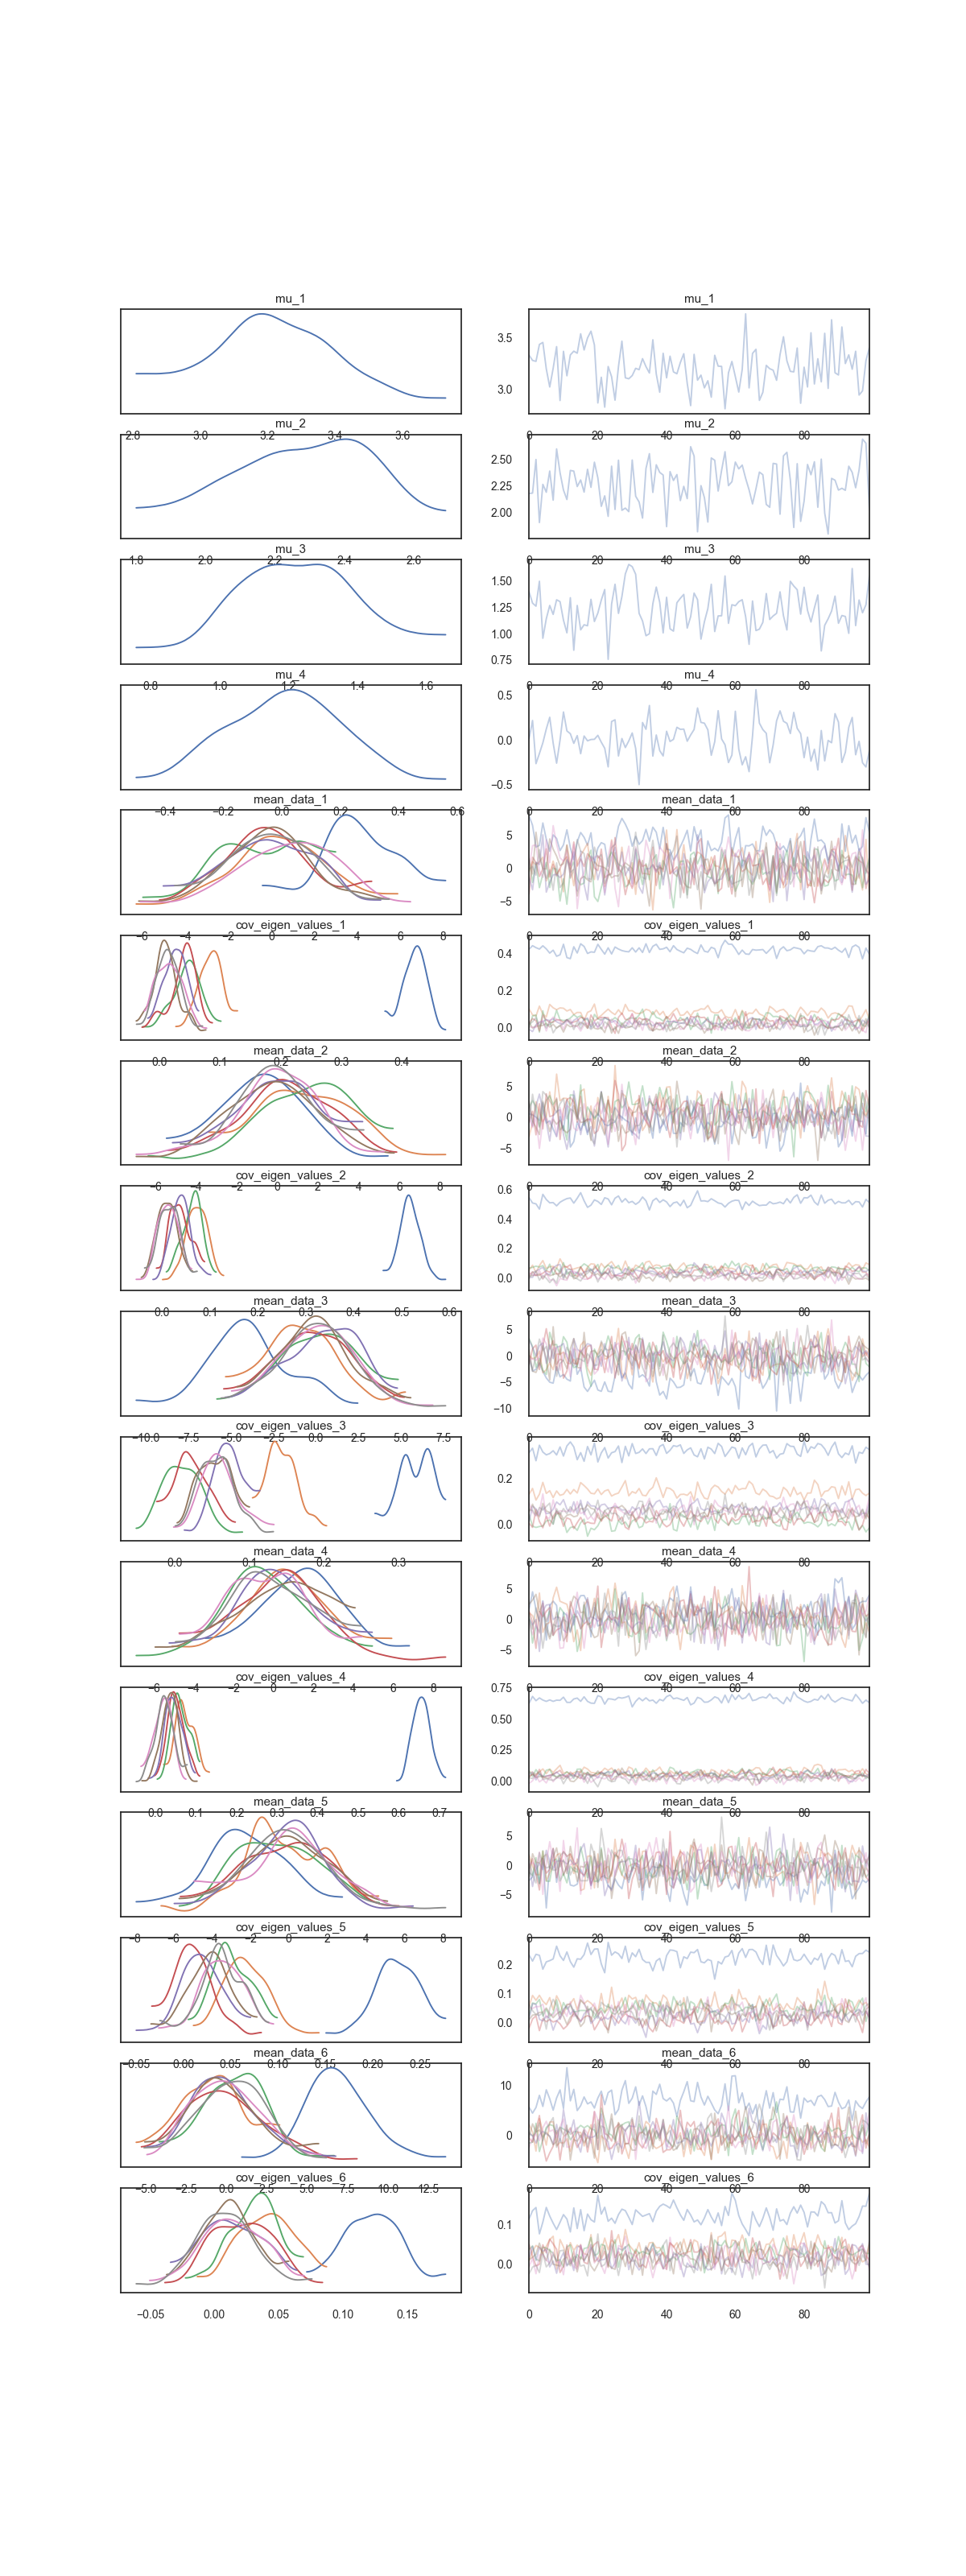 mu_1 mu_1
3.5
3.0
mu_2 mu_2
2.8 3.0 3.2 3.4 3.6 0 20 40 60 80
2.50
2.25
2.00
mu_3 mu_3
1.8 2.0 2.2 2.4 2.6 0 20 40 60 80
1.50
1.25
1.00
0.75
mu_4 mu_4
0.8 1.0 1.2 1.4 1.6 0 20 40 60 80
0.5
0.0
−0.5
mean_data_1 mean_data_1
−0.4 −0.2 0.0 0.2 0.4 0.6 0 20 40 60 80
5
0
−5
cov_eigen_values_1 cov_eigen_values_1
−6 −4 −2 0 2 4 6 8 0 20 40 60 80
0.4
0.2
0.0
mean_data_2 mean_data_2
0.0 0.1 0.2 0.3 0.4 0 20 40 60 80
5
0
−5
cov_eigen_values_2 cov_eigen_values_2
−6 −4 −2 0 2 4 6 8 0 20 40 60 80
0.6
0.4
0.2
0.0
mean_data_3 mean_data_3
0.0 0.1 0.2 0.3 0.4 0.5 0.6 0 20 40 60 80
5
0
−5
−10
cov_eigen_values_3 cov_eigen_values_3
−10.0 −7.5 −5.0 −2.5 0.0 2.5 5.0 7.5 0 20 40 60 80
0.2
0.0
mean_data_4 mean_data_4
0.0 0.1 0.2 0.3 0 20 40 60 80
5
0
−5
cov_eigen_values_4 cov_eigen_values_4
−6 −4 −2 0 2 4 6 8 0 20 40 60 80
0.75
0.50
0.25
0.00
mean_data_5 mean_data_5
0.0 0.1 0.2 0.3 0.4 0.5 0.6 0.7 0 20 40 60 80
5
0
−5
cov_eigen_values_5 cov_eigen_values_5
−8 −6 −4 −2 0 2 4 6 8 0 20 40 60 80
0.2
0.1
0.0
mean_data_6 mean_data_6
−0.05 0.00 0.05 0.10 0.15 0.20 0.25 0 20 40 60 80
10
0
cov_eigen_values_6 cov_eigen_values_6
−5.0 −2.5 0.0 2.5 5.0 7.5 10.0 12.5 0 20 40 60 80
0.1
0.0
−0.05 0.00 0.05 0.10 0.15 0 20 40 60 80